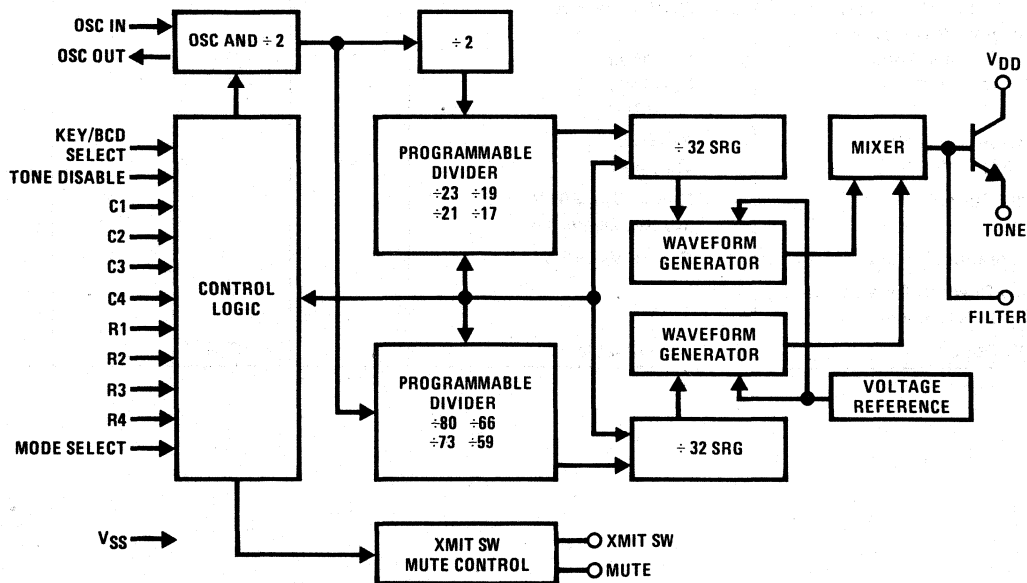 OSC IN
OSC OUT
OSC AND ÷ 2
÷ 2
V DD
KEY/BCD
SELECT
TONE DISABLE
C1
C2
C3
C4
R1
R2
R3
R4
MODE SELECT
V SS
CONTROL
LOGIC
PROGRAMMABLE
DIVIDER
÷23 ÷19
÷21 ÷17
÷ 32 SRG
MIXER
WAVEFORM
GENERATOR
TONE
FILTER
WAVEFORM
GENERATOR
PROGRAMMABLE
DIVIDER
÷80 ÷66
÷73 ÷59
VOLTAGE
REFERENCE
÷ 32 SRG
XMIT SW
MUTE CONTROL
XMIT SW
MUTE